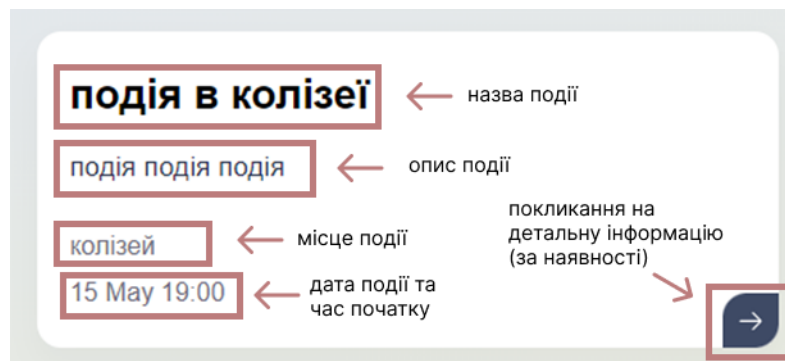 подія в колізеї
назва події
подія подія подія
опис події
колізей
місце події
покликання на
детальну інформацію
(за наявності)
15 May 19:00
дата події та
час початку